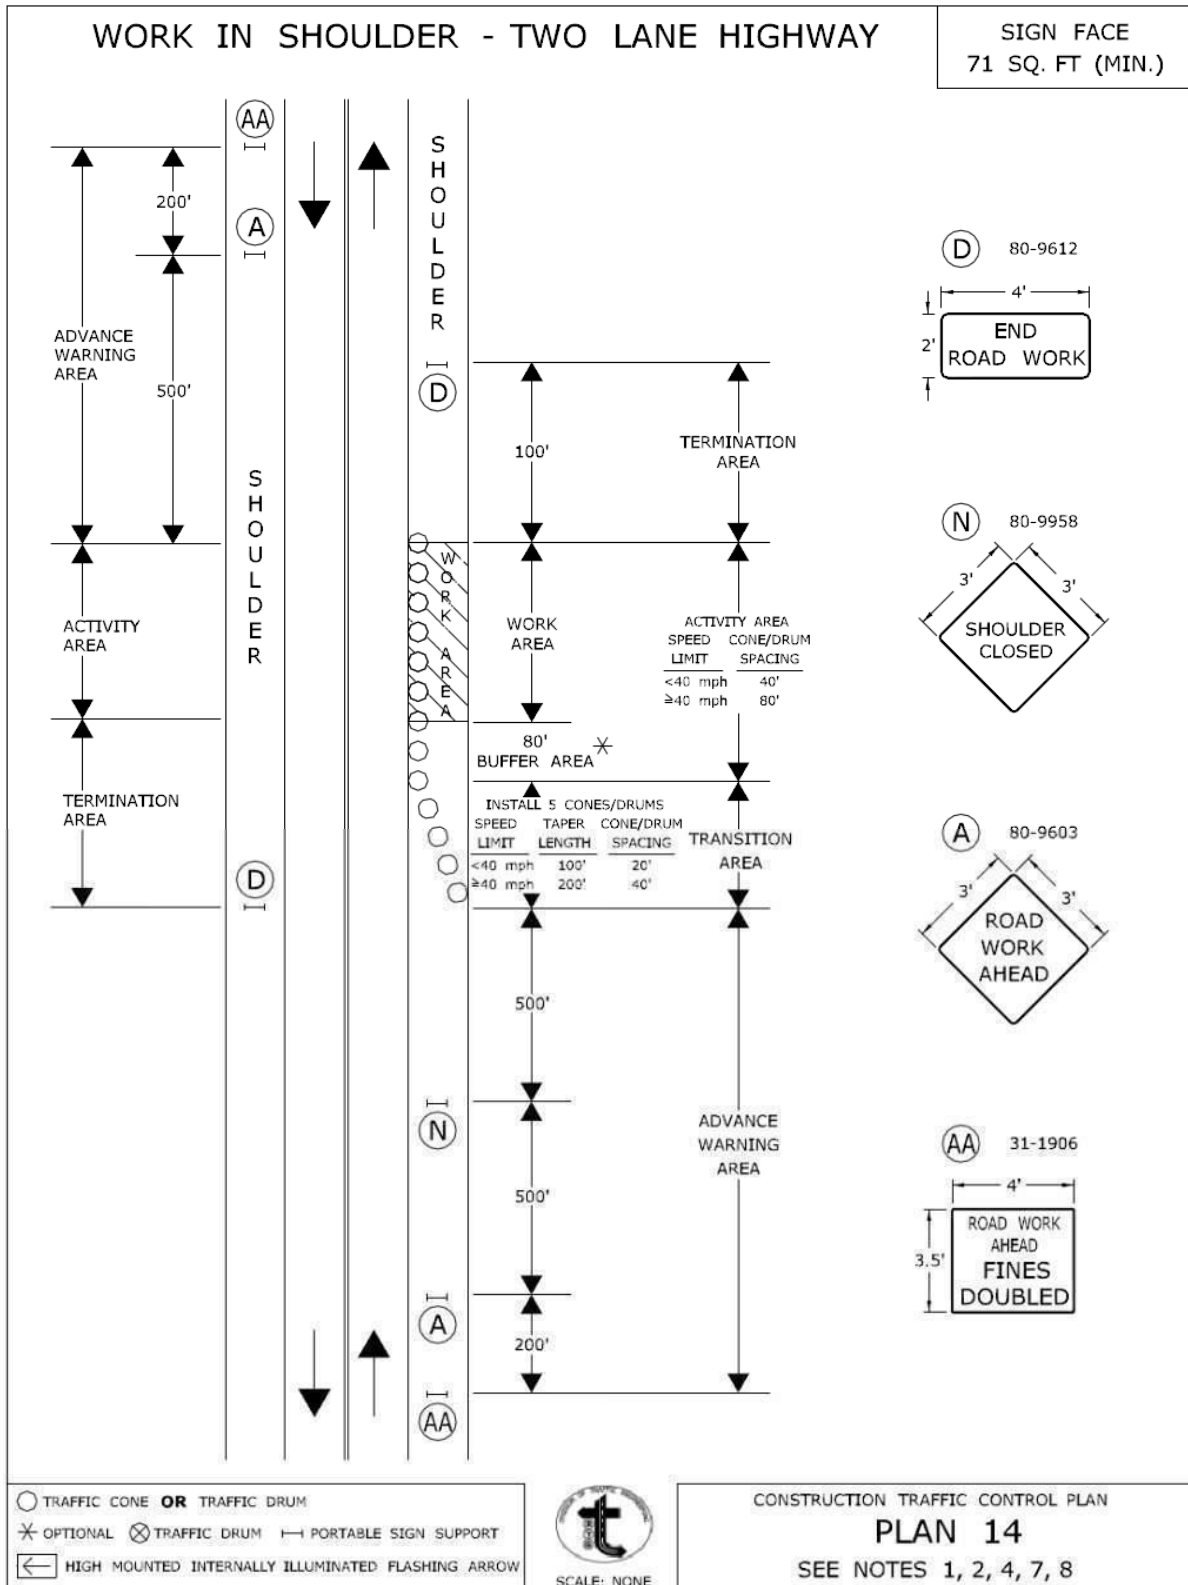 WORK IN SHOULDER - TWO LANE HIGHWAY
SIGN FACE
71 SQ. FT (MIN.)
AA
200'
A
ADVANCE
WARNING
AREA
500'
SHOULDER
ACTIVITY
AREA
TERMINATION
AREA
D
SHOULDER
D
100'
TERMINATION
AREA
WORK AREA
WORK
AREA
ACTIVITY AREA
SPEED CONE/DRUM
LIMIT SPACING
<40 mph 40'
≥40 mph 80'
80'
BUFFER AREA *
INSTALL 5 CONES/DRUMS
SPEED TAPER CONE/DRUM
LIMIT LENGTH SPACING
<40 mph 100' 20'
≥40 mph 200' 40'
TRANSITION
AREA
500'
N
500'
ADVANCE
WARNING
AREA
A
200'
AA
D 80-9612
4'
2'
END
ROAD WORK
N 80-9958
3' 3'
SHOULDER
CLOSED
A 80-9603
3' 3'
ROAD
WORK
AHEAD
AA 31-1906
4'
3.5'
ROAD WORK
AHEAD
FINES
DOUBLED
TRAFFIC CONE OR TRAFFIC DRUM
* OPTIONAL TRAFFIC DRUM PORTABLE SIGN SUPPORT
HIGH MOUNTED INTERNALLY ILLUMINATED FLASHING ARROW
t
SCALE: NONE
CONSTRUCTION TRAFFIC CONTROL PLAN
PLAN 14
SEE NOTES 1, 2, 4, 7, 8